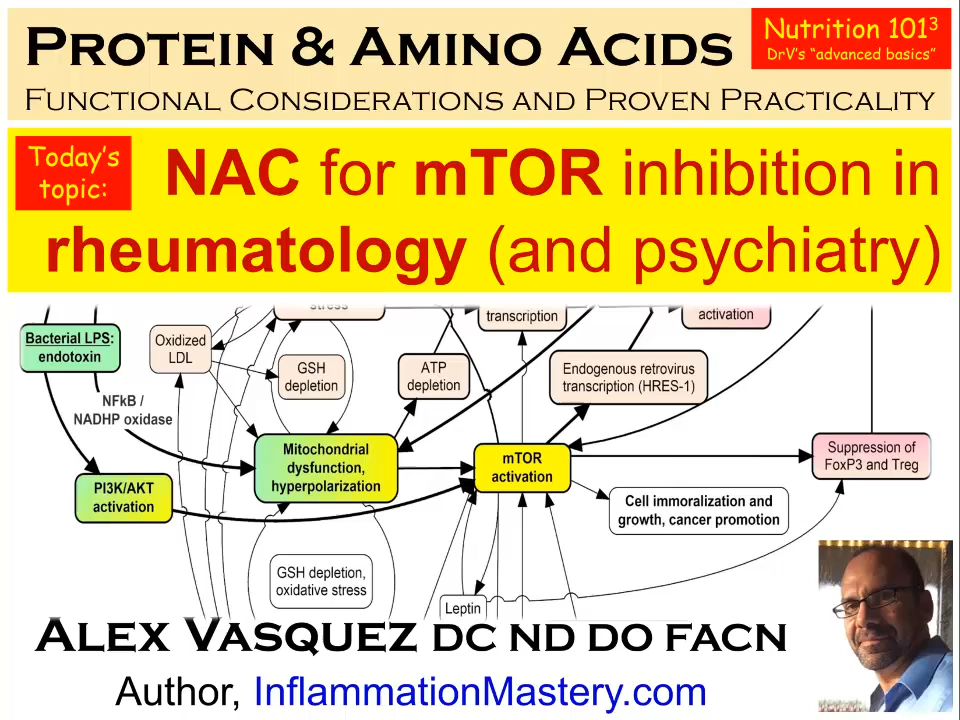 PROTEIN & AMINO ACIDS
FUNCTIONAL CONSIDERATIONS AND PROVEN PRACTICALITY
Nutrition 101³
DrV's "advanced basics"
Today's
topic:
NAC for mTOR inhibition in
rheumatology (and psychiatry)
stress
transcription
activation
Bacterial LPS:
endotoxin
Oxidized
LDL
GSH
depletion
ATP
depletion
Endogenous retrovirus
transcription (HRES-1)
NFkB /
NADHP oxidase
Mitochondrial
dysfunction,
hyperpolarization
mTOR
activation
Suppression of
FoxP3 and Treg
PI3K/AKT
activation
Cell immoralization and
growth, cancer promotion
GSH depletion,
oxidative stress
Leptin
ALEX VASQUEZ DC ND DO FACN
Author, InflammationMastery.com